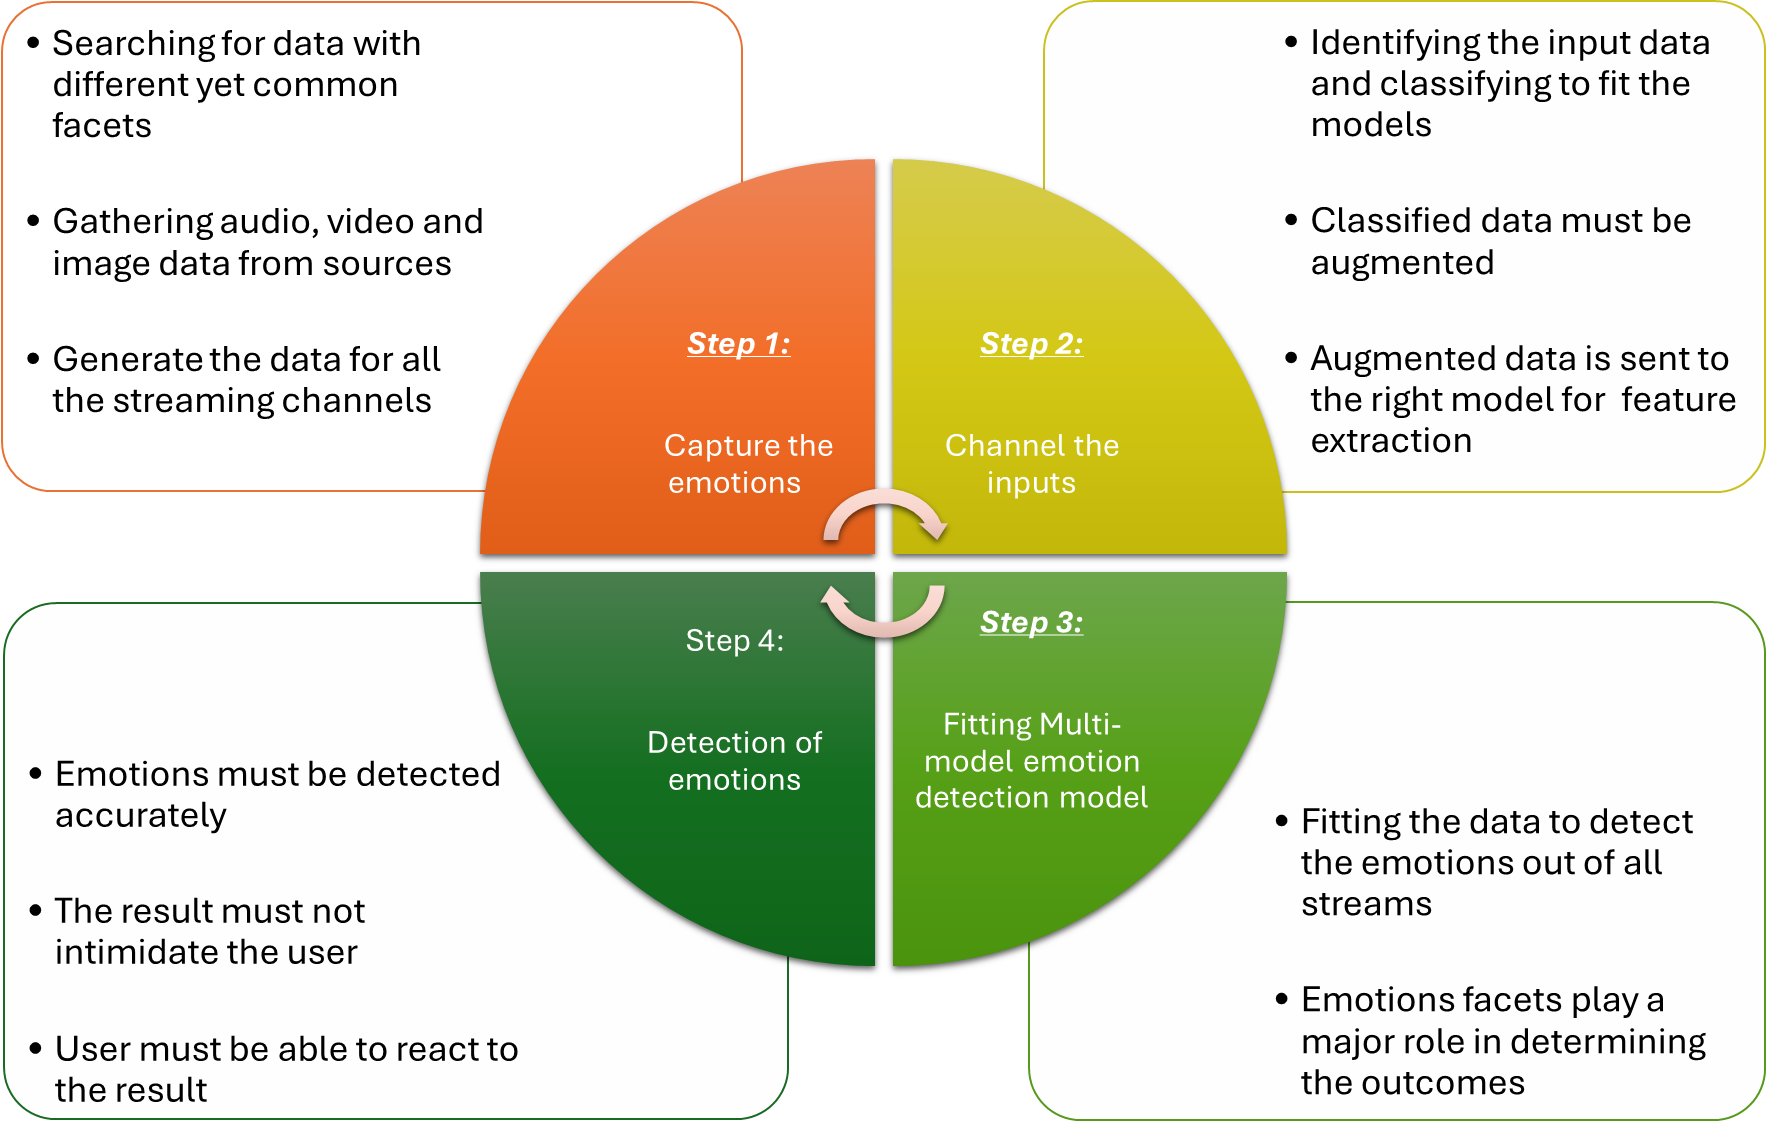 • Searching for data with
different yet common
facets
• Gathering audio, video and
image data from sources
• Generate the data for all
the streaming channels
• Identifying the input data
and classifying to fit the
models
• Classified data must be
augmented
• Augmented data is sent to
the right model for feature
extraction
Step 1:
Capture the
emotions
Step 2:
Channel the
inputs
Step 3:
Fitting Multi-
model emotion
detection model
Step 4:
Detection of
emotions
• Emotions must be detected
accurately
• The result must not
intimidate the user
• User must be able to react to
the result
• Fitting the data to detect
the emotions out of all
streams
• Emotions facets play a
major role in determining
the outcomes